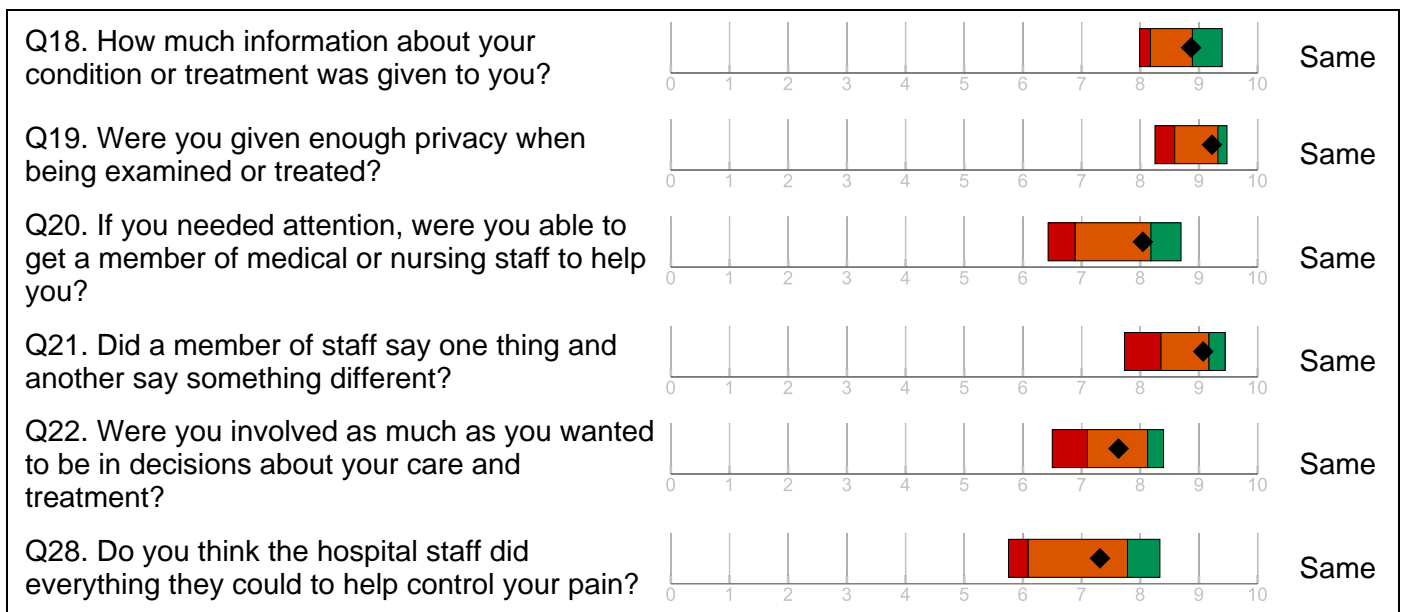 Q18. How much information about your
condition or treatment was given to you?
0 1 2 3 4 5 6 7 8 9 10
Same
Q19. Were you given enough privacy when
being examined or treated?
0 1 2 3 4 5 6 7 8 9 10
Same
Q20. If you needed attention, were you able to
get a member of medical or nursing staff to help
you?
0 1 2 3 4 5 6 7 8 9 10
Same
Q21. Did a member of staff say one thing and
another say something different?
0 1 2 3 4 5 6 7 8 9 10
Same
Q22. Were you involved as much as you wanted
to be in decisions about your care and
treatment?
0 1 2 3 4 5 6 7 8 9 10
Same
Q28. Do you think the hospital staff did
everything they could to help control your pain?
0 1 2 3 4 5 6 7 8 9 10
Same